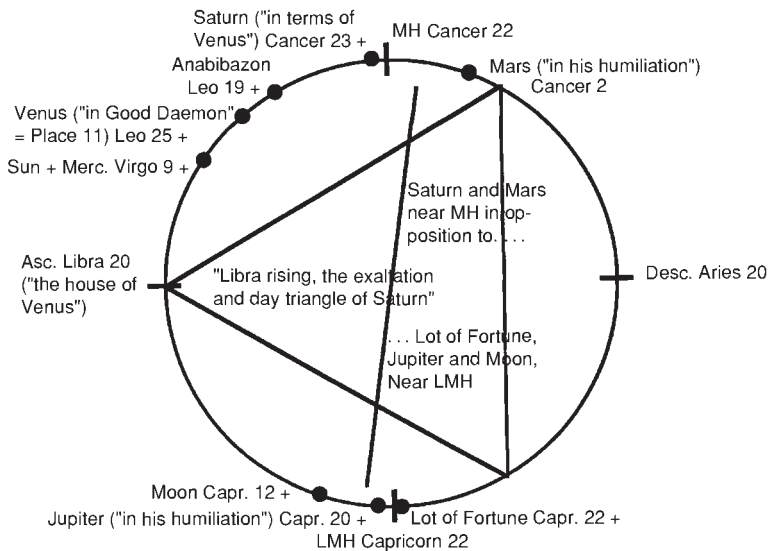 Saturn ("in terms of
Venus") Cancer 23 +
MH Cancer 22
Anabibazon
Leo 19 +
Mars ("in his humiliation")
Cancer 2
Venus ("in Good Daemon"
= Place 11) Leo 25 +
Sun + Merc. Virgo 9 +
Saturn and Mars
near MH in op-
position to. . . .
Asc. Libra 20
("the house of
Venus")
"Libra rising, the exaltation
and day triangle of Saturn"
Desc. Aries 20
. . . Lot of Fortune,
Jupiter and Moon,
Near LMH
Moon Capr. 12 +
Jupiter ("in his humiliation") Capr. 20 +
Lot of Fortune Capr. 22 +
LMH Capricorn 22